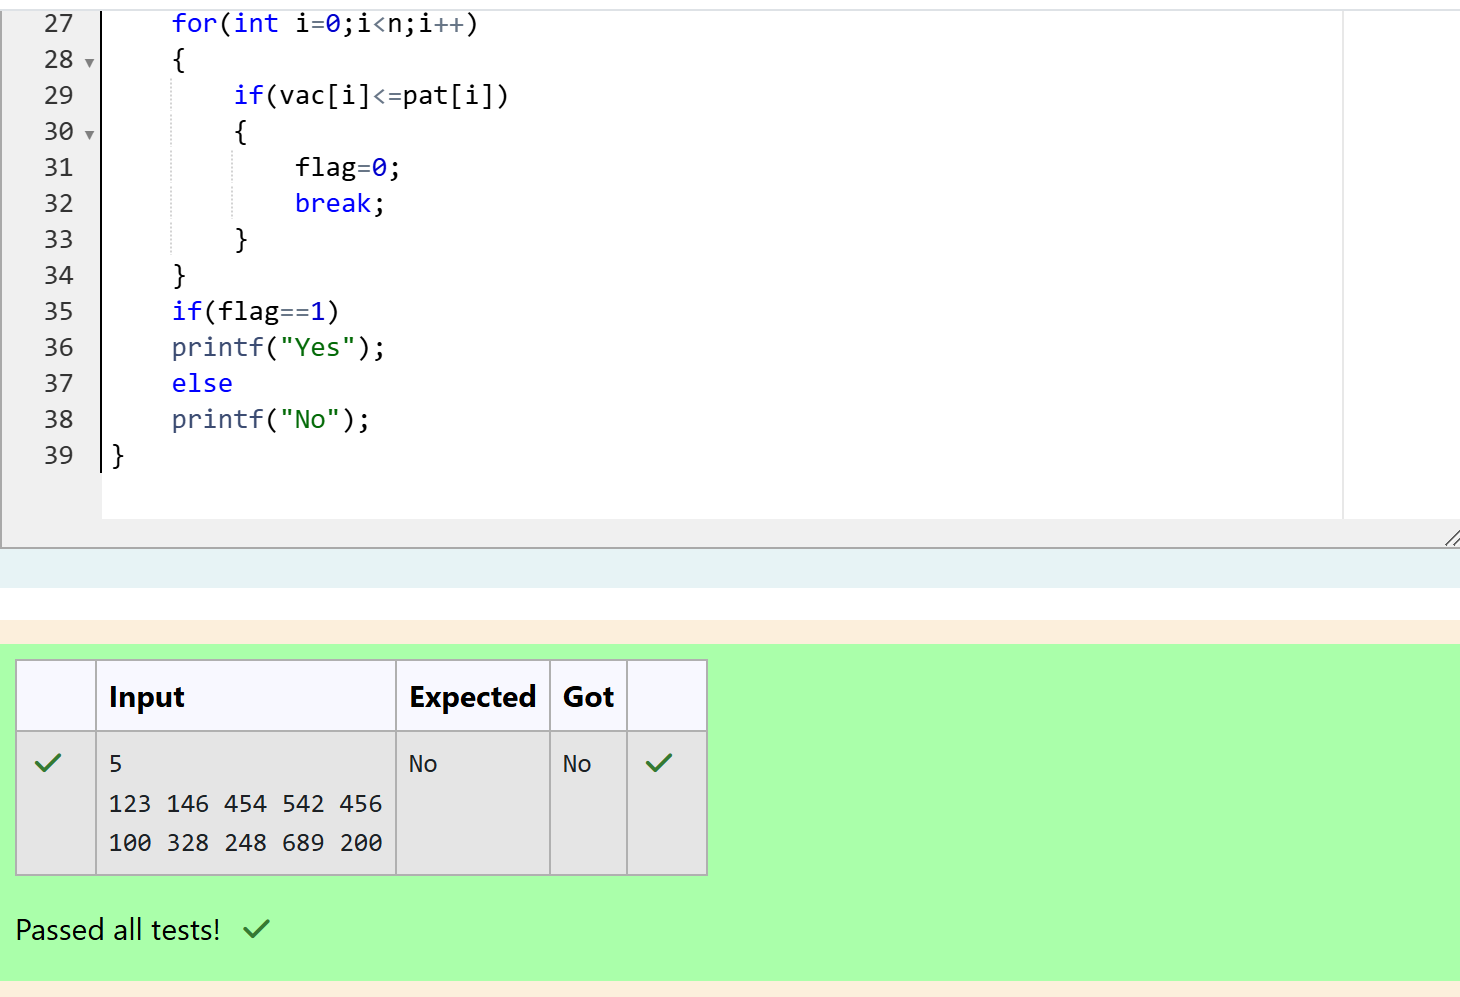 27 for(int i=0;i<n;i++)
28 {
29 if(vac[i]<=pat[i])
30 {
31 flag=0;
32 break;
33 }
34 }
35 if(flag==1)
36 printf("Yes");
37 else
38 printf("No");
39 }
Input Expected Got
5 No No
123 146 454 542 456
100 328 248 689 200
Passed all tests!